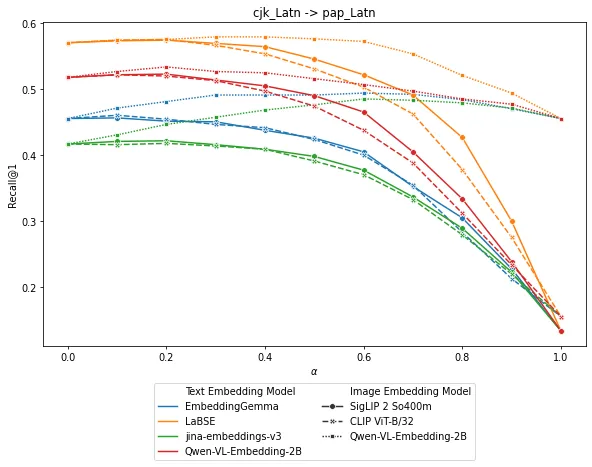 cjk_Latn -> pap_Latn
0.6
0.5
0.4
0.3
0.2
Recall@1
0.0 0.2 0.4 0.6 0.8 1.0
α
Text Embedding Model
EmbeddingGemma
LaBSE
jina-embeddings-v3
Qwen-VL-Embedding-2B
Image Embedding Model
SigLIP 2 So400m
CLIP ViT-B/32
Qwen-VL-Embedding-2B